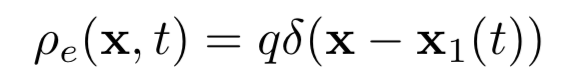 ρₑ(𝐱, t) = qδ(𝐱 − 𝐱₁(t))